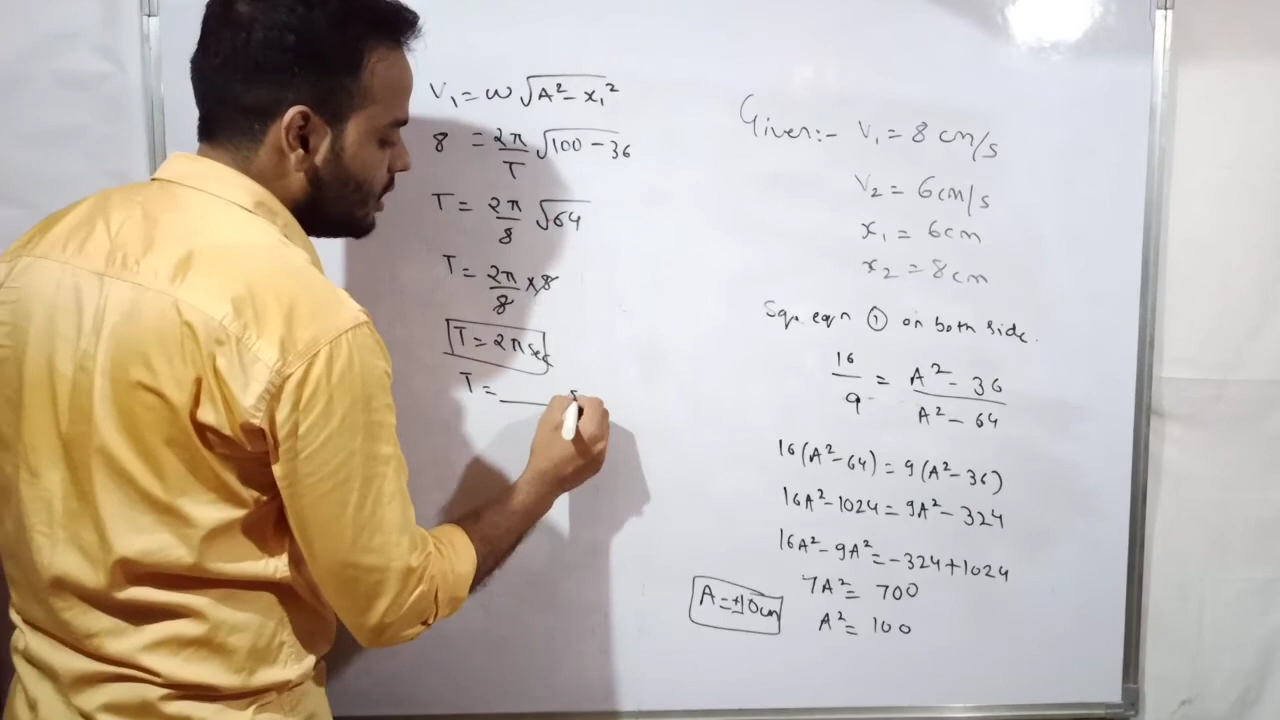 V₁ = ω √A² - x₁²
8 = 2π/T √100 - 36
T = 2π/8 √64
T = 2π/8 × 8
T = 2π sec
T =
Given:- V₁ = 8 cm/s
V₂ = 6 cm/s
x₁ = 6 cm
x₂ = 8 cm
Squ eqn ① on both side.
16/9 = A² - 36/A² - 64
16(A² - 64) = 9(A² - 36)
16A² - 1024 = 9A² - 324
16A² - 9A² = -324 + 1024
7A² = 700
A² = 100
A = ±10cm